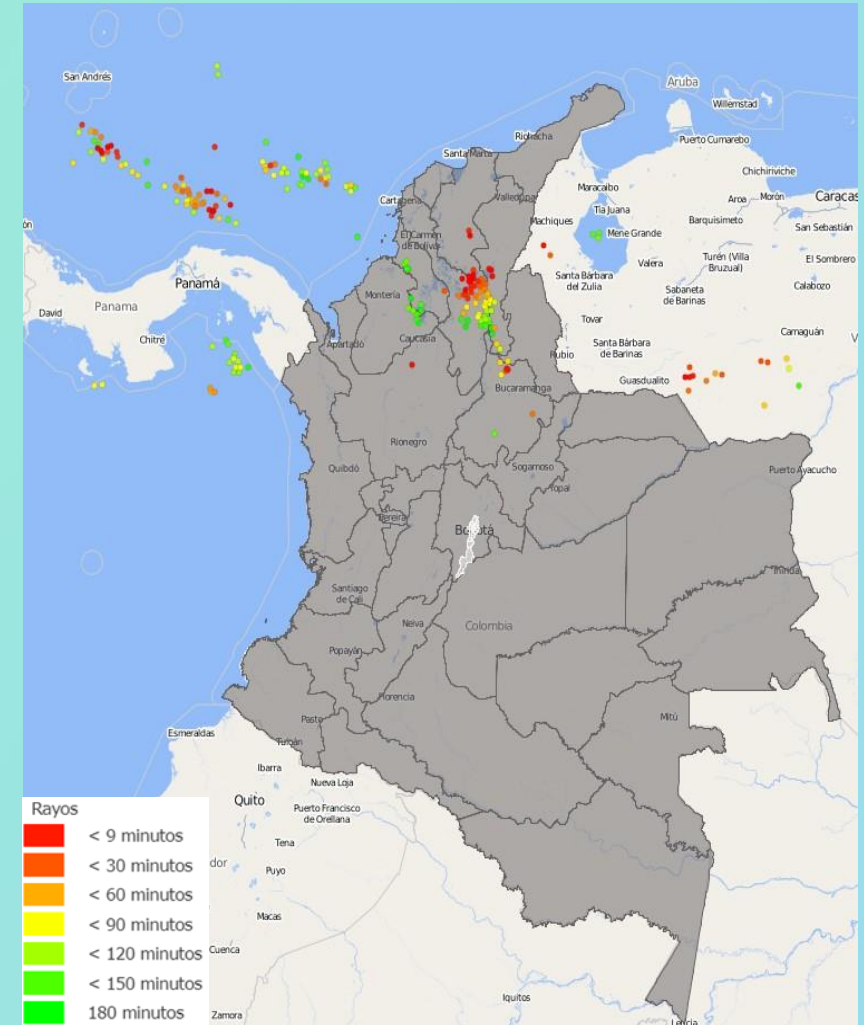 San Andrés
Aruba
Willemstad
Puerto Cumarebo
Riohacha
Santa Marta
Chichiriviche
Maracaibo
Valledupar
Cartagena
Aroa
Morón
Caracas
Tía Juana
Machiques
Barquisimeto
San Sebastián
El Carmen
de Bolívar
Mene Grande
Valera
Turén (Villa
Bruzual)
El Sombrero
Panamá
Santa Bárbara
del Zulia
Sabaneta
de Barinas
Calabozo
Montería
Panama
David
Tovar
Camaguán
Chitré
Apartadó
Caucasia
Santa Bárbara
de Barinas
Rubio
Guasdualito
Bucaramanga
Rionegro
Quibdó
Sogamoso
Puerto Ayacucho
Yopal
Pereira
Bogotá
Inírida
Santiago
de Cali
Neiva
Colombia
Popayán
Florencia
Mitú
Pasto
Esmeraldas
Ibarra
Nueva Loja
Quito
Puerto Francisco
de Orellana
Tena
Puyo
Macas
Cuenca
Zamora
Iquitos
Leticia
Rayos
< 9 minutos
< 30 minutos
< 60 minutos
< 90 minutos
< 120 minutos
< 150 minutos
180 minutos